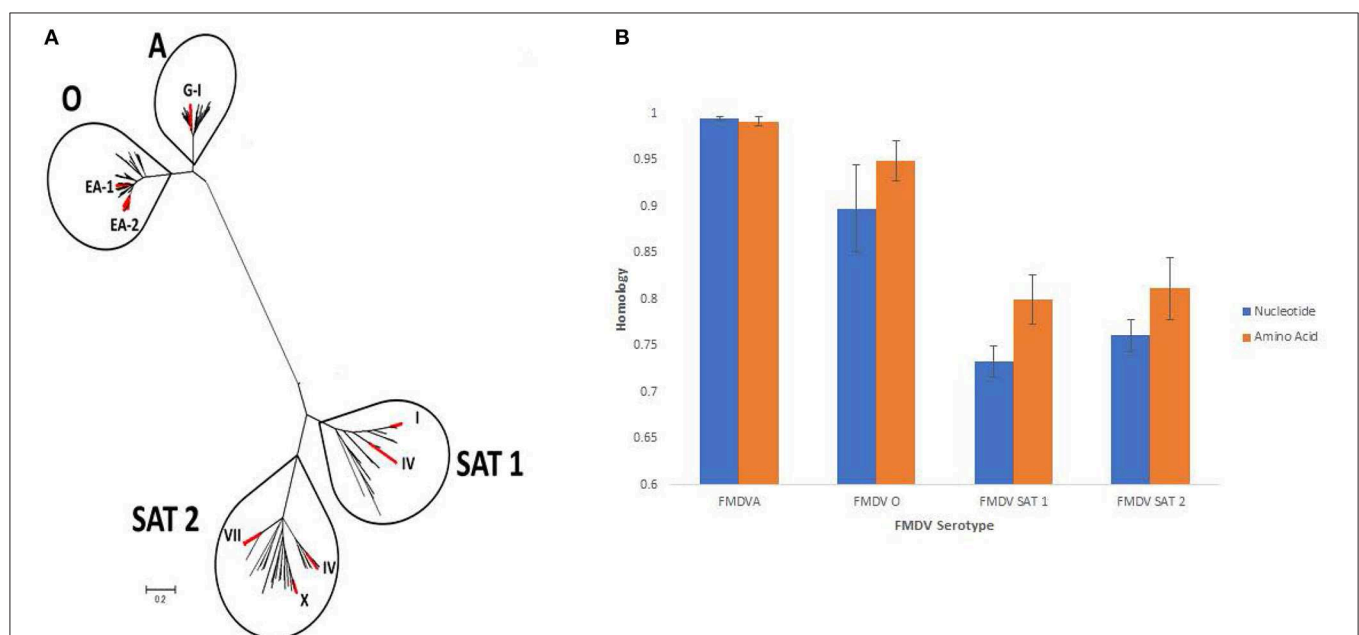 A
A
O
G-I
EA-1
EA-2
I
IV
SAT 1
SAT 2
VII
IV
X
0.2
B
1
0.95
0.9
0.85
0.8
0.75
0.7
0.65
0.6
Homology
FMDVA
FMDV O
FMDV SAT 1
FMDV SAT 2
FMDV Serotype
Nucleotide
Amino Acid